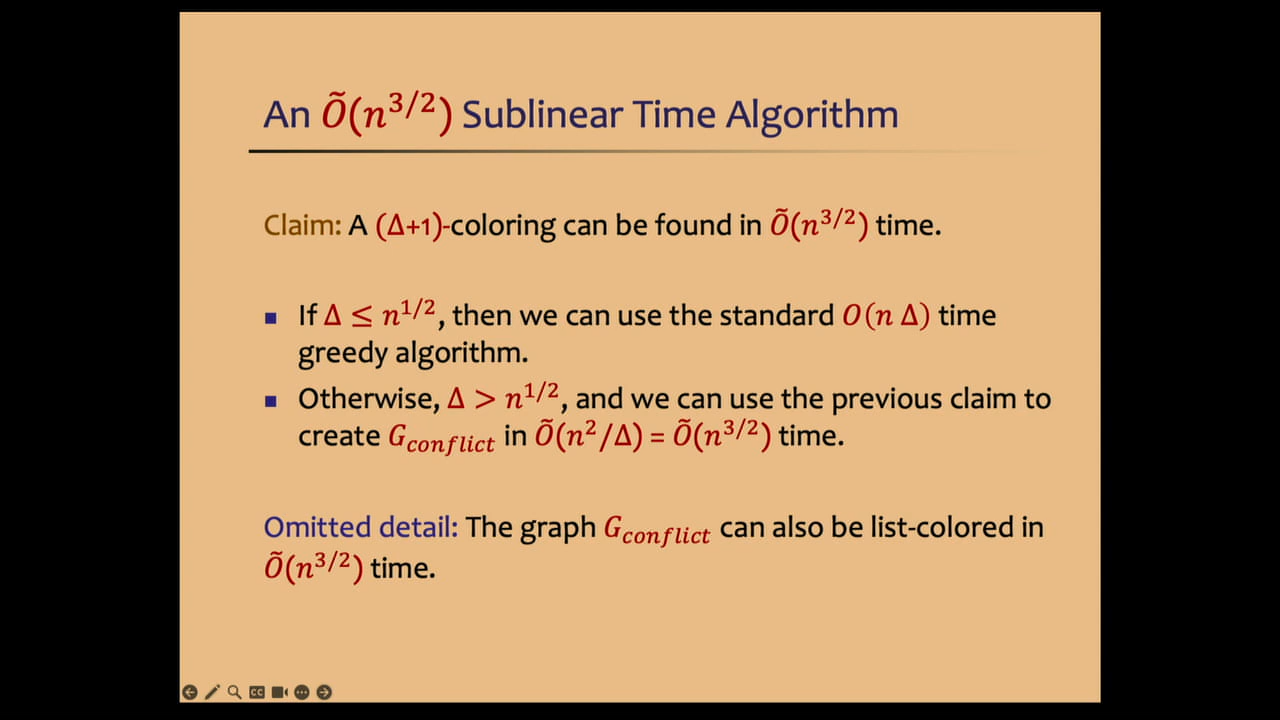 An Õ(n^{3/2}) Sublinear Time Algorithm
Claim: A (Δ+1)-coloring can be found in Õ(n^{3/2}) time.
▪ If Δ ≤ n^{1/2}, then we can use the standard O(n Δ) time
greedy algorithm.
▪ Otherwise, Δ > n^{1/2}, and we can use the previous claim to
create G_{conflict} in Õ(n^2/Δ) = Õ(n^{3/2}) time.
Omitted detail: The graph G_{conflict} can also be list-colored in
Õ(n^{3/2}) time.
CC